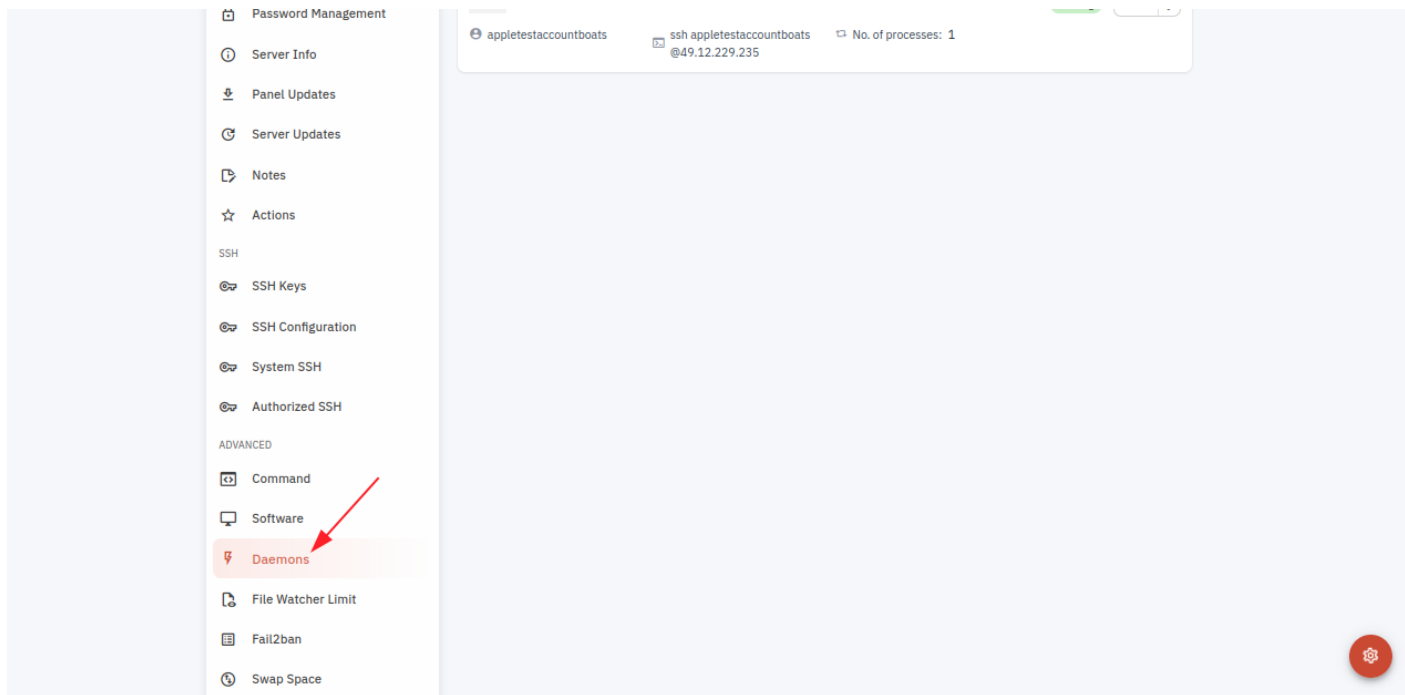 Password Management
Server Info
Panel Updates
Server Updates
Notes
Actions
SSH
SSH Keys
SSH Configuration
System SSH
Authorized SSH
ADVANCED
Command
Software
Daemons
File Watcher Limit
Fail2ban
Swap Space
appletestaccountboats
ssh appletestaccountboats
@49.12.229.235
No. of processes: 1